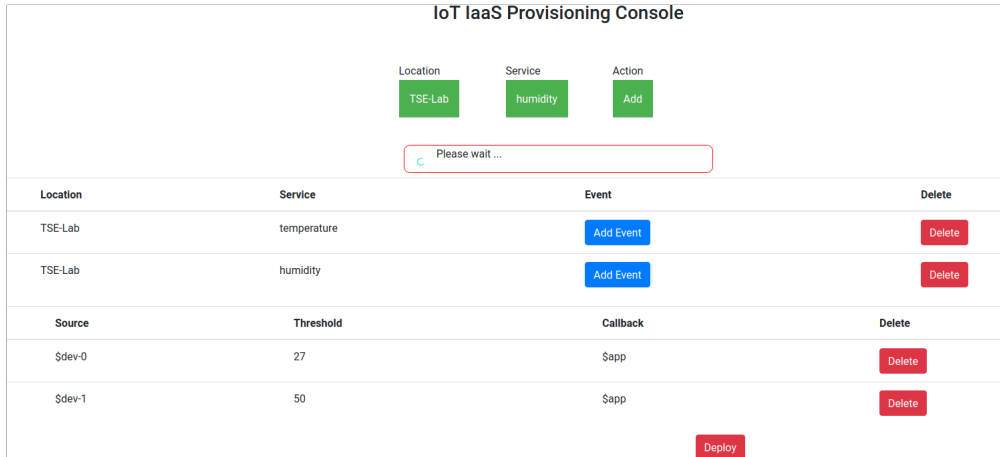 IoT IaaS Provisioning Console
Location Service Action
TSE-Lab humidity Add
Please wait ...
Location Service Event Delete
TSE-Lab temperature Add Event Delete
TSE-Lab humidity Add Event Delete
Source Threshold Callback Delete
$dev-0 27 $app Delete
$dev-1 50 $app Delete
Deploy